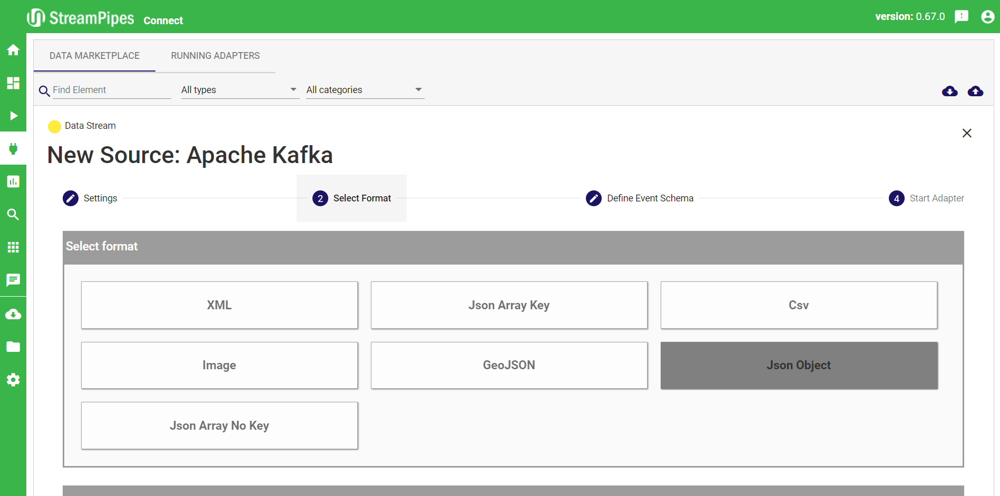 StreamPipes Connect version: 0.67.0
DATA MARKETPLACE RUNNING ADAPTERS
Find Element All types All categories
Data Stream
New Source: Apache Kafka
Settings 2 Select Format Define Event Schema 4 Start Adapter
Select format
XML Json Array Key Csv
Image GeoJSON Json Object
Json Array No Key